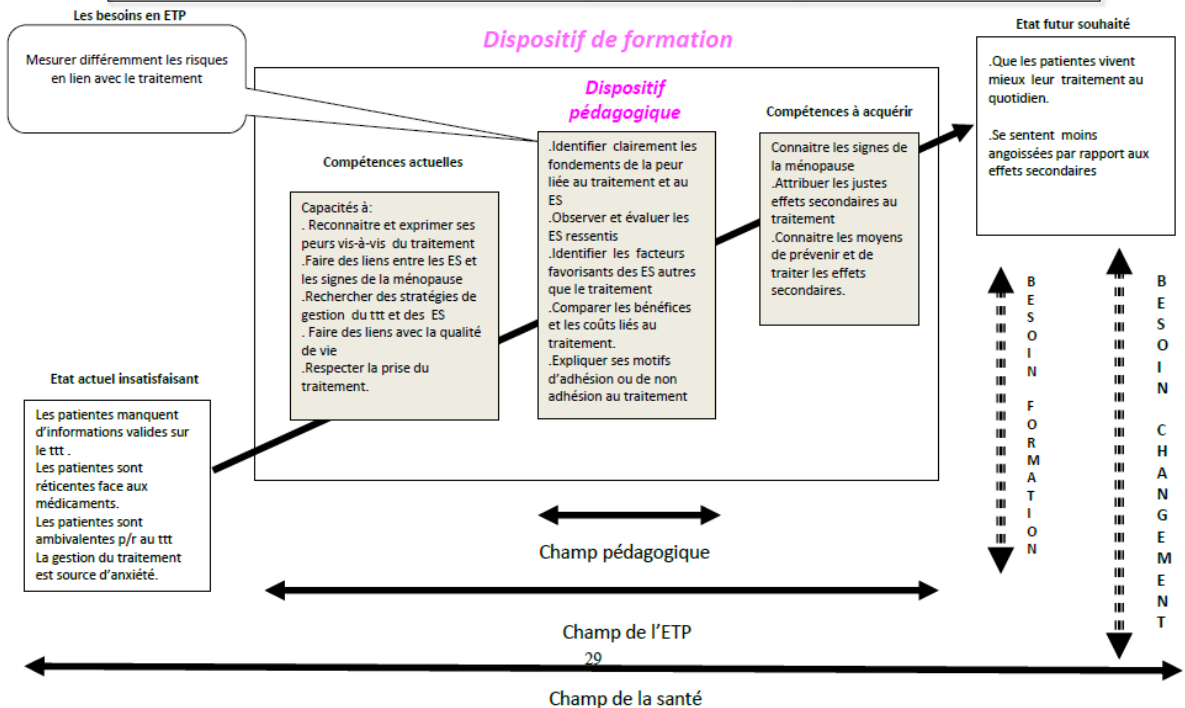 Les besoins en ETP
Mesurer différemment les risques
en lien avec le traitement
Dispositif de formation
Etat futur souhaité
.Que les patientes vivent
mieux leur traitement au
quotidien.
.Se sentent moins
angoissées par rapport aux
effets secondaires
Dispositif
pédagogique
.Identifier clairement les
fondements de la peur
liée au traitement et au
ES
.Observer et évaluer les
ES ressentis
.Identifier les facteurs
favorisants des ES autres
que le traitement
.Comparer les bénéfices
et les coûts liés au
traitement.
.Expliquer ses motifs
d'adhésion ou de non
adhésion au traitement
Compétences à acquérir
Connaitre les signes de
la ménopause
.Attribuer les justes
effets secondaires au
traitement
.Connaitre les moyens
de prévenir et de
traiter les effets
secondaires.
Compétences actuelles
Capacités à:
. Reconnaitre et exprimer ses
peurs vis-à-vis du traitement
.Faire des liens entre les ES et
les signes de la ménopause
.Rechercher des stratégies de
gestion du ttt et des ES
. Faire des liens avec la qualité
de vie
.Respecter la prise du
traitement.
Etat actuel insatisfaisant
Les patientes manquent
d'informations valides sur
le ttt .
Les patientes sont
réticentes face aux
médicaments.
Les patientes sont
ambivalentes p/r au ttt
La gestion du traitement
est source d'anxiété.
BESOIN FORMATION
BESOIN CHANGEMENT
Champ pédagogique
Champ de l'ETP
29
Champ de la santé